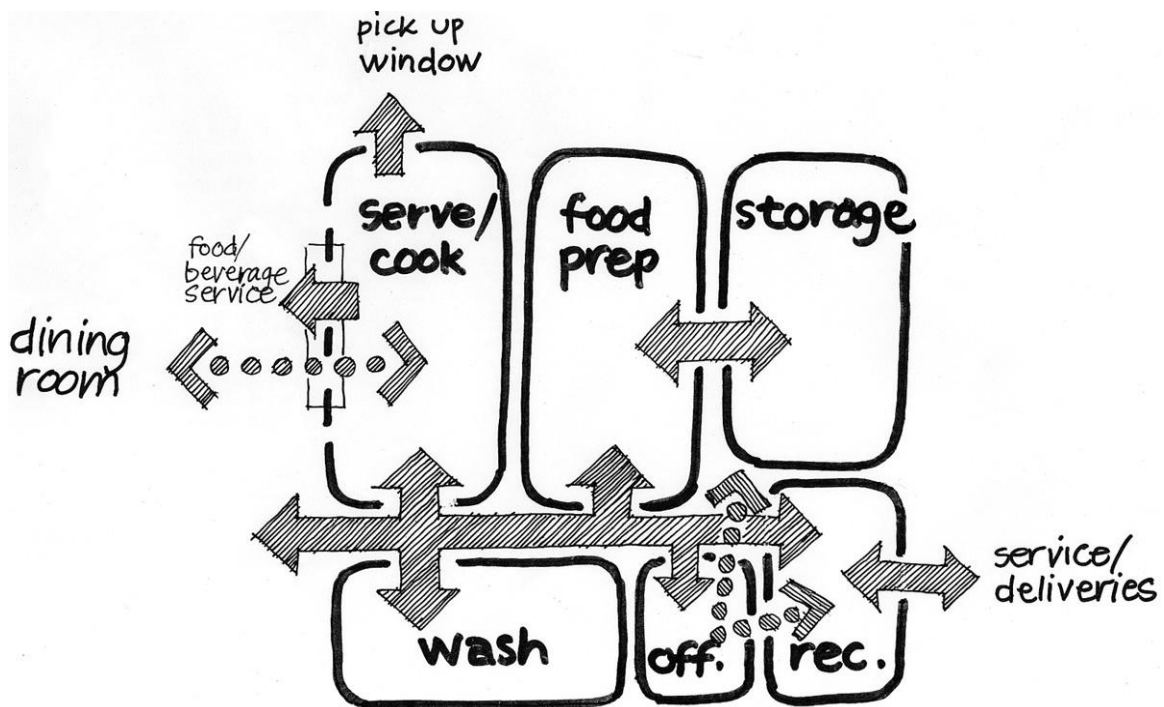 pick up
window
serve/
cook
food
prep
storage
food/
beverage
service
dining
room
service/
deliveries
wash
off.
rec.